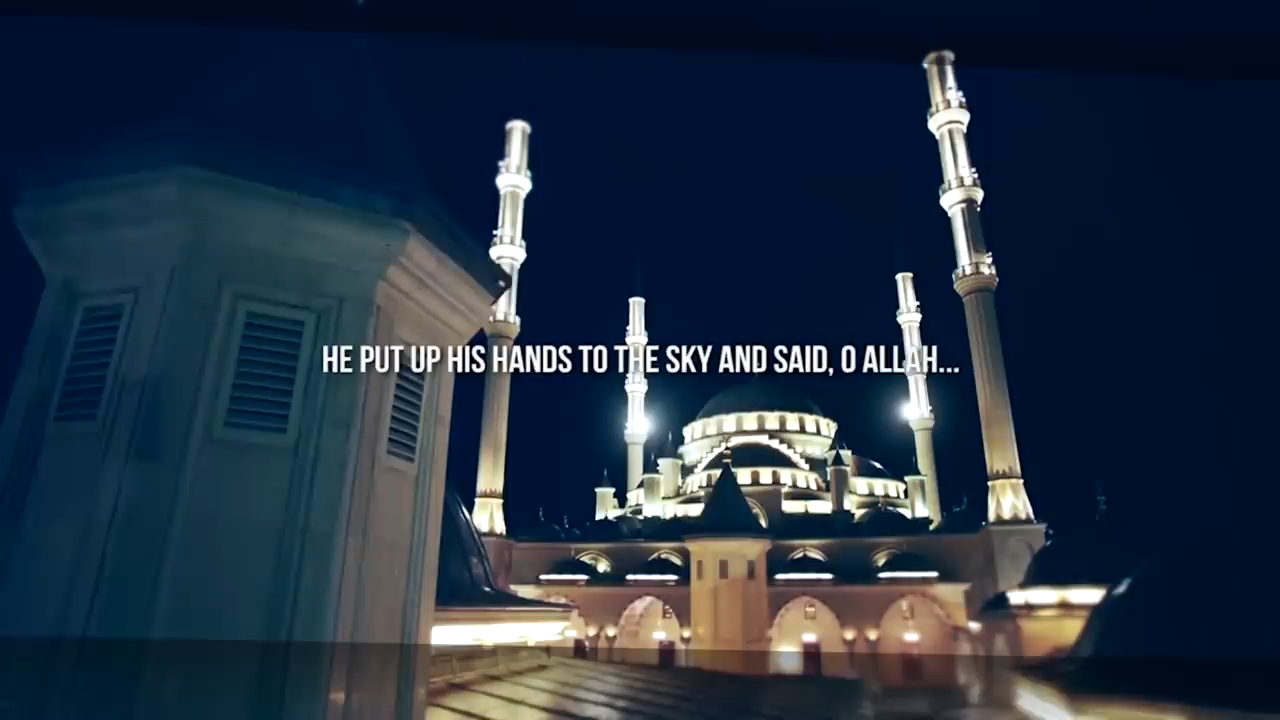 HE PUT UP HIS HANDS TO THE SKY AND SAID, O ALLAH...